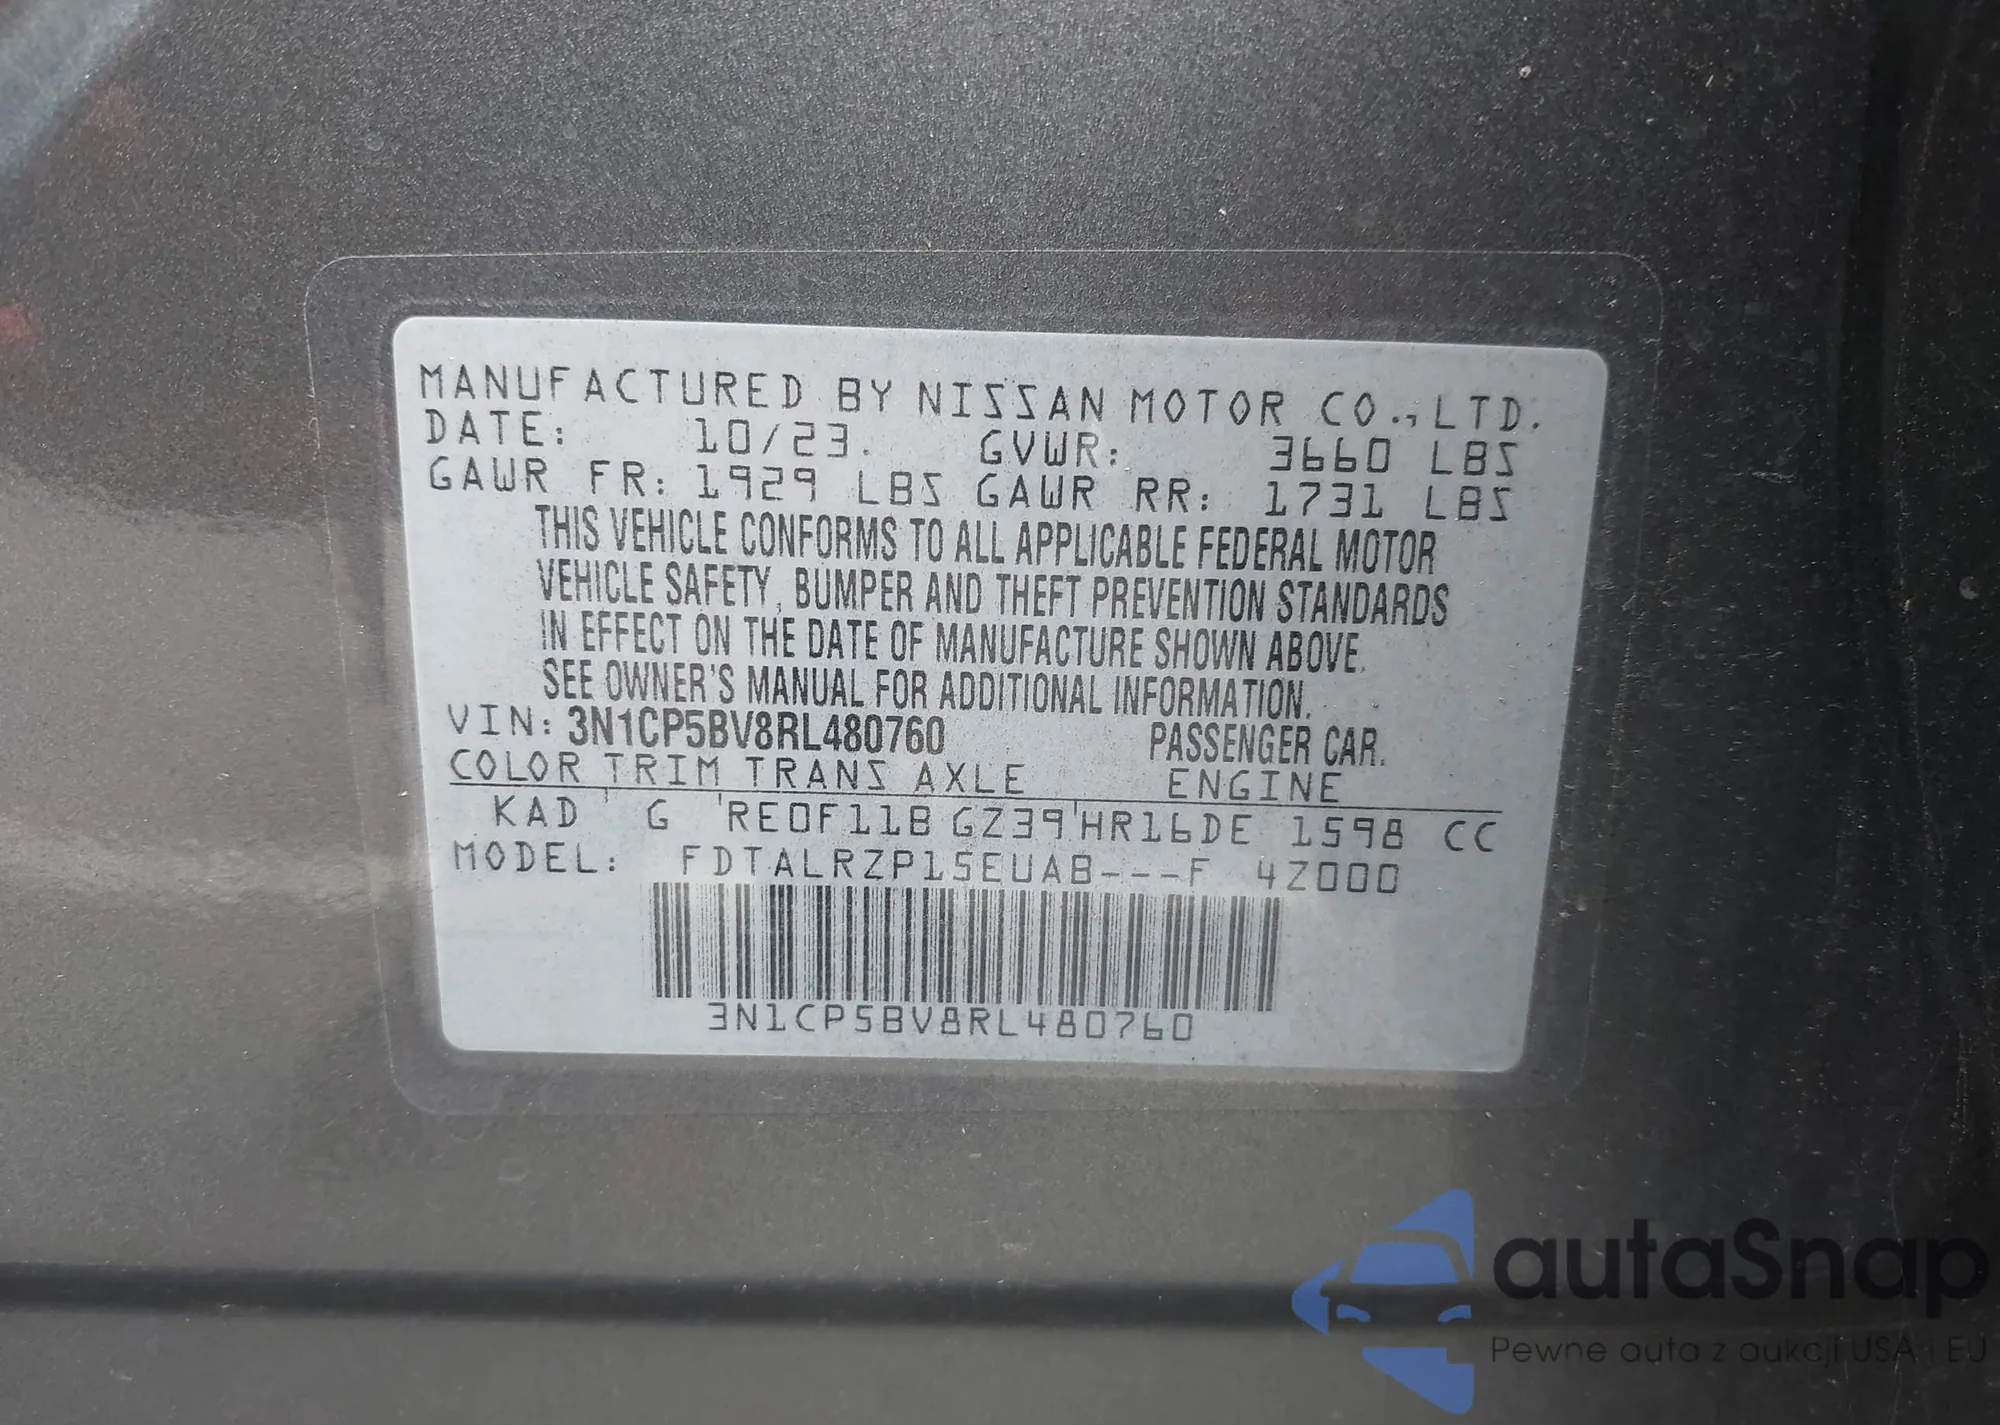 MANUFACTURED BY NISSAN MOTOR CO.,LTD.
DATE: 10/23. GVWR: 3660 LBS
GAWR FR: 1929 LBS GAWR RR: 1731 LBS
THIS VEHICLE CONFORMS TO ALL APPLICABLE FEDERAL MOTOR
VEHICLE SAFETY, BUMPER AND THEFT PREVENTION STANDARDS
IN EFFECT ON THE DATE OF MANUFACTURE SHOWN ABOVE.
SEE OWNER'S MANUAL FOR ADDITIONAL INFORMATION.
VIN: 3N1CP5BV8RL480760 PASSENGER CAR.
COLOR TRIM TRANS AXLE ENGINE
KAD G RE0F11B GZ39 HR16DE 1598 CC
MODEL: FDTALRZP15EUAB---F 4Z000
3N1CP5BV8RL480760
autaSnap
Pewne auta z aukcji USA i EU